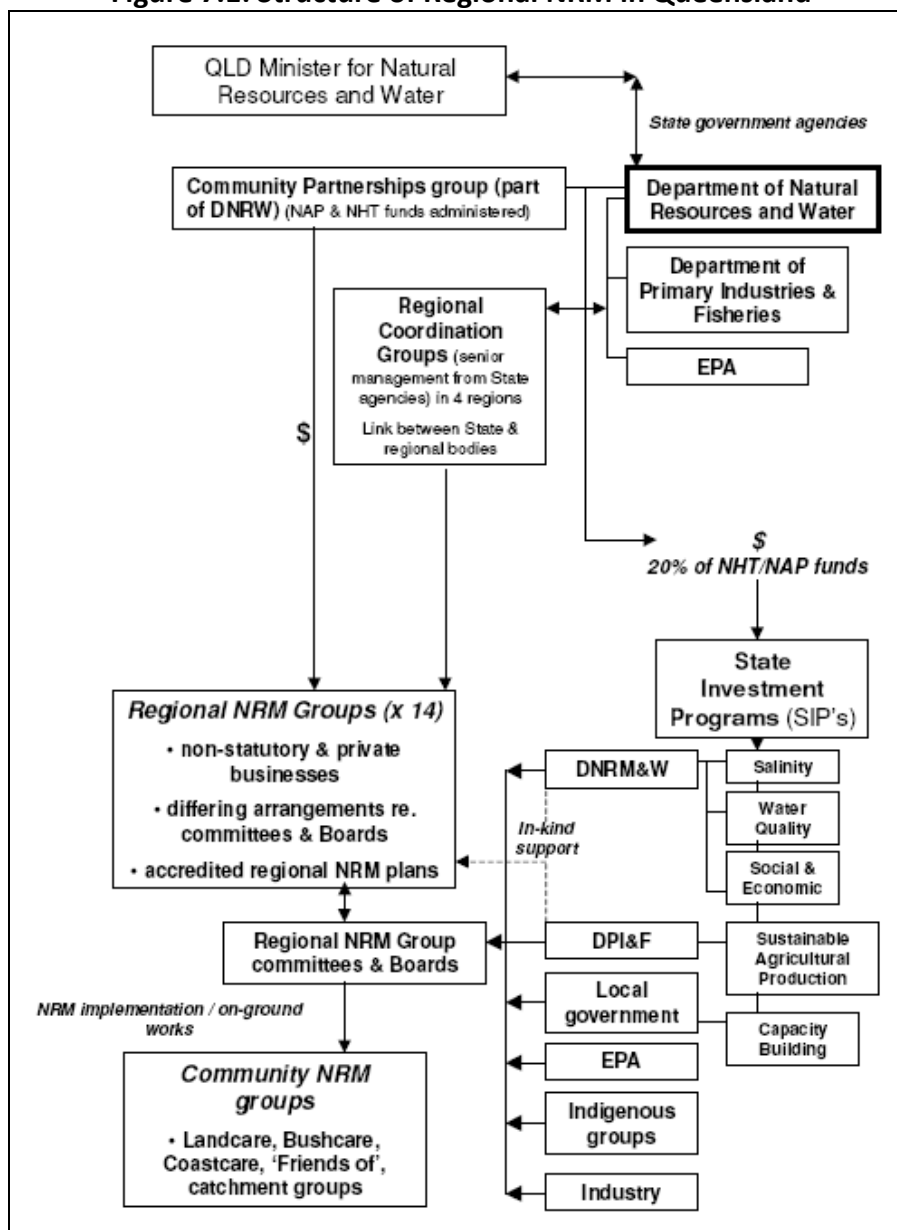 Figure 7.1: Structure of Regional NRM in Queensland
QLD Minister for Natural
Resources and Water
State government agencies
Community Partnerships group (part
of DNRW) (NAP & NHT funds administered)
Department of Natural
Resources and Water
Department of
Primary Industries &
Fisheries
EPA
Regional
Coordination
Groups (senior
management from State
agencies) in 4 regions
Link between State &
regional bodies
$
$
20% of NHT/NAP funds
State
Investment
Programs (SIP's)
Regional NRM Groups (x 14)
• non-statutory & private
businesses
• differing arrangements re.
committees & Boards
• accredited regional NRM plans
In-kind
support
DNRM&W
Salinity
Water
Quality
Social &
Economic
Regional NRM Group
committees & Boards
DPI&F
Sustainable
Agricultural
Production
NRM implementation / on-ground
works
Local
government
Capacity
Building
Community NRM
groups
• Landcare, Bushcare,
Coastcare, 'Friends of',
catchment groups
EPA
Indigenous
groups
Industry